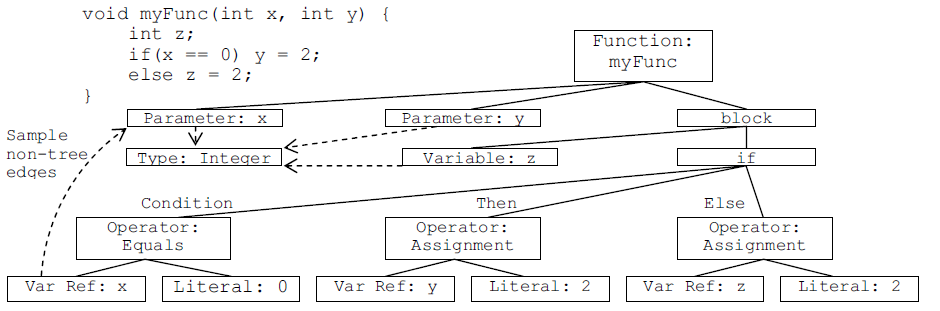 void myFunc(int x, int y) {
int z;
if(x == 0) y = 2;
else z = 2;
}
Function:
myFunc
Parameter: x
Parameter: y
block
Sample
non-tree
edges
Type: Integer
Variable: z
if
Condition
Then
Else
Operator:
Equals
Operator:
Assignment
Operator:
Assignment
Var Ref: x
Literal: 0
Var Ref: y
Literal: 2
Var Ref: z
Literal: 2